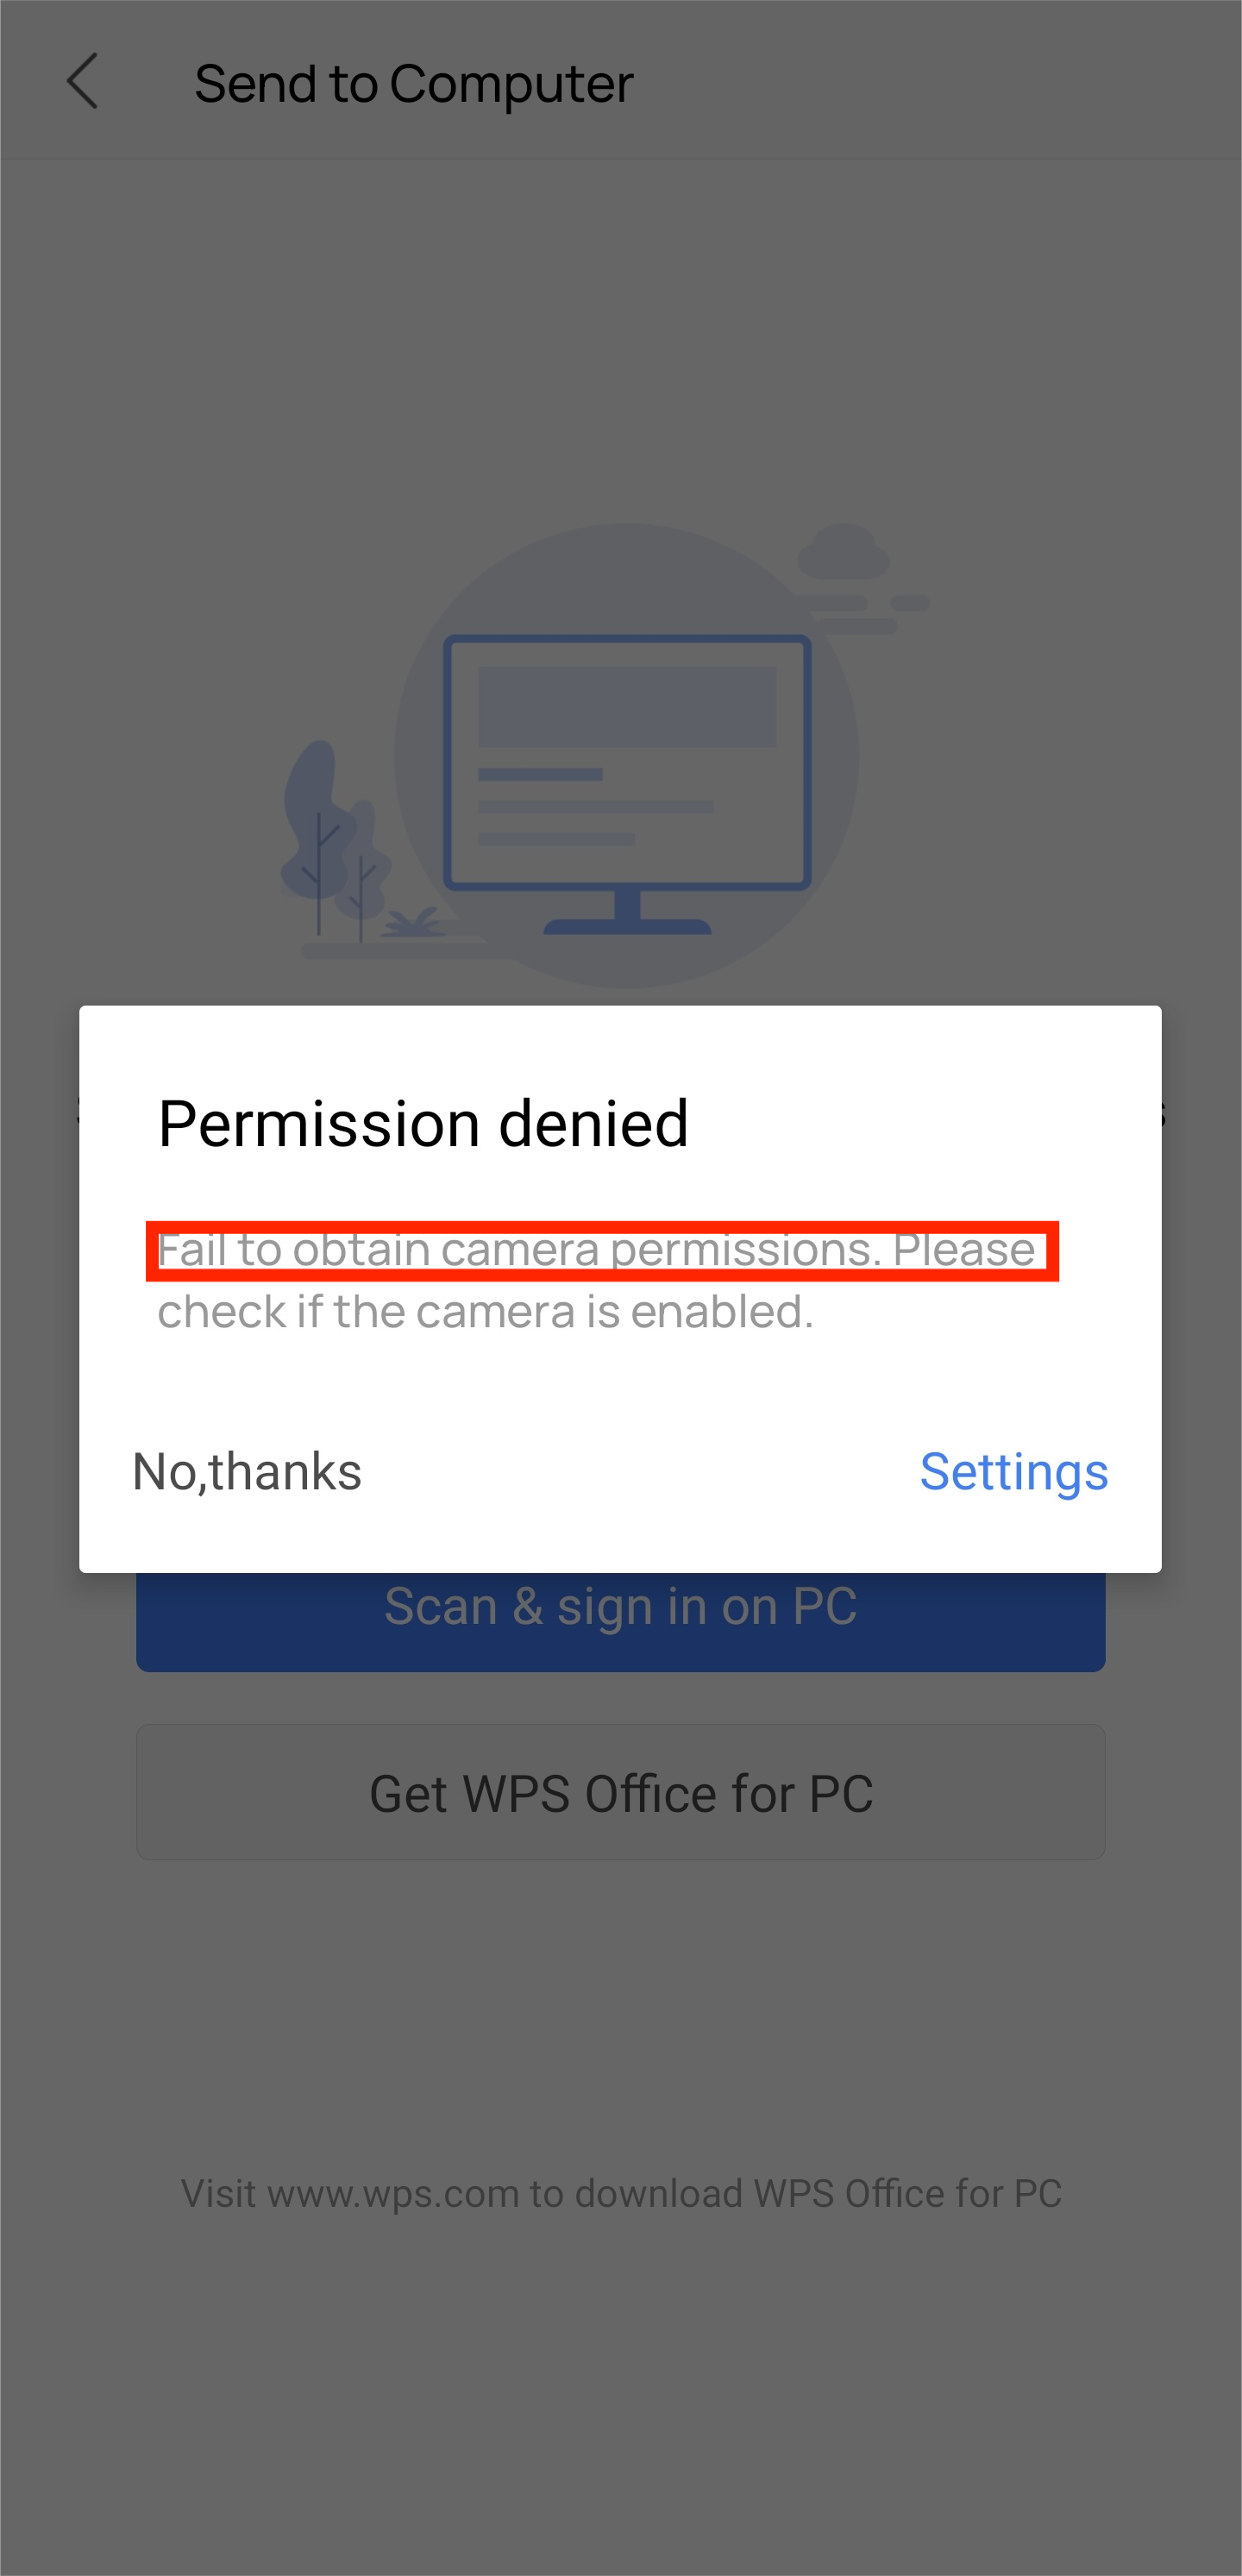 Send to Computer
Permission denied
Fail to obtain camera permissions. Please
check if the camera is enabled.
No,thanks
Settings
Scan & sign in on PC
Get WPS Office for PC
Visit www.wps.com to download WPS Office for PC